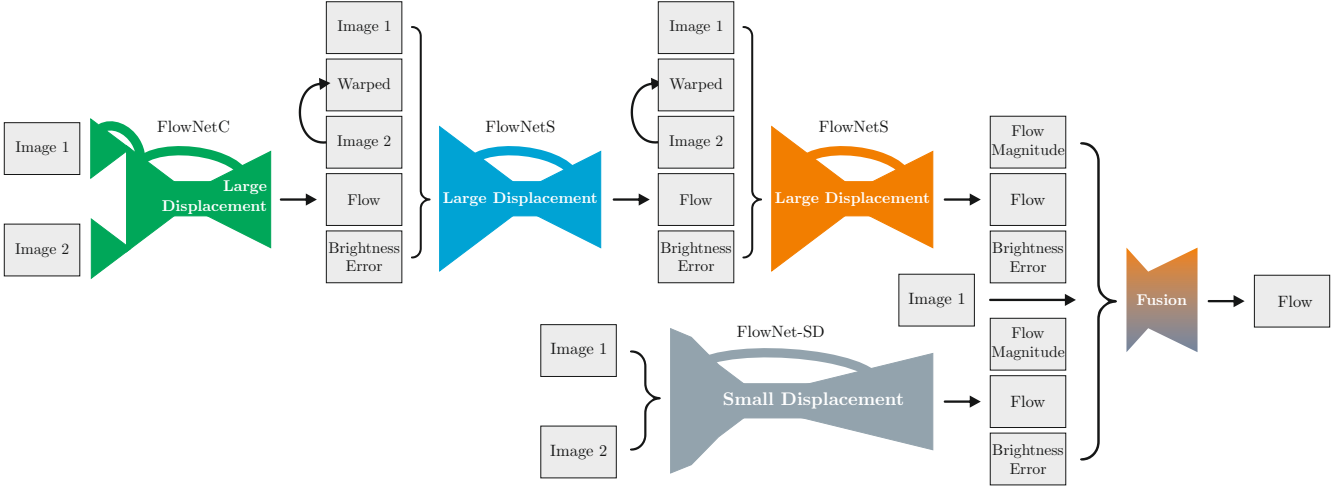 Image 1
Image 2
FlowNetC
Large
Displacement
Image 1
Warped
Image 2
Flow
Brightness
Error
FlowNetS
Large Displacement
Image 1
Warped
Image 2
Flow
Brightness
Error
FlowNetS
Large Displacement
Flow
Magnitude
Flow
Brightness
Error
Image 1
Image 1
Image 2
FlowNet-SD
Small Displacement
Flow
Magnitude
Flow
Brightness
Error
Fusion
Flow